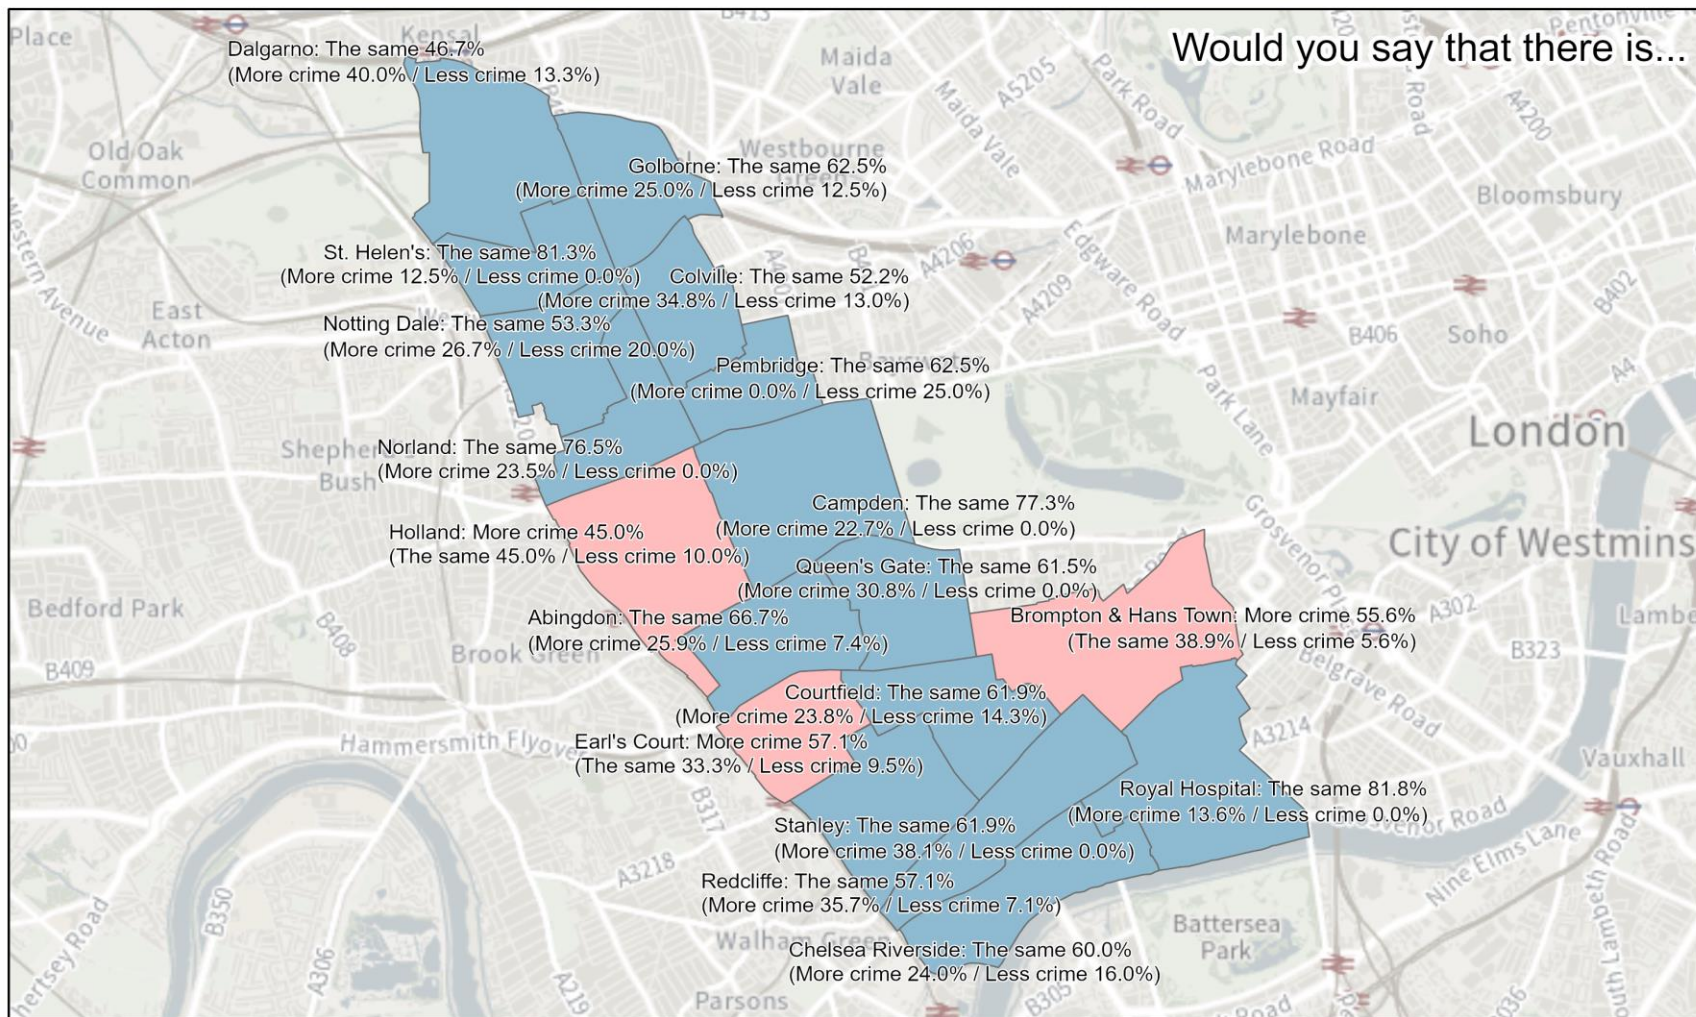 Would you say that there is...
Dalgarno: The same 46.7%
(More crime 40.0% / Less crime 13.3%)
Golborne: The same 62.5%
(More crime 25.0% / Less crime 12.5%)
St. Helen's: The same 81.3%
(More crime 12.5% / Less crime 0.0%)
Colville: The same 52.2%
(More crime 34.8% / Less crime 13.0%)
Notting Dale: The same 53.3%
(More crime 26.7% / Less crime 20.0%)
Pembridge: The same 62.5%
(More crime 0.0% / Less crime 25.0%)
Norland: The same 76.5%
(More crime 23.5% / Less crime 0.0%)
Campden: The same 77.3%
(More crime 22.7% / Less crime 0.0%)
Holland: More crime 45.0%
(The same 45.0% / Less crime 10.0%)
Queen's Gate: The same 61.5%
(More crime 30.8% / Less crime 0.0%)
Abingdon: The same 66.7%
(More crime 25.9% / Less crime 7.4%)
Brompton & Hans Town: More crime 55.6%
(The same 38.9% / Less crime 5.6%)
Courtfield: The same 61.9%
(More crime 23.8% / Less crime 14.3%)
Earl's Court: More crime 57.1%
(The same 33.3% / Less crime 9.5%)
Royal Hospital: The same 81.8%
(More crime 13.6% / Less crime 0.0%)
Stanley: The same 61.9%
(More crime 38.1% / Less crime 0.0%)
Redcliffe: The same 57.1%
(More crime 35.7% / Less crime 7.1%)
Chelsea Riverside: The same 60.0%
(More crime 24.0% / Less crime 16.0%)
Place
Kensal
B413
Maida
Vale
A5205
Park Road
Maida Vale
Road
A4200
Old Oak
Common
Westbourne
Marylebone Road
Bloomsbury
Western Avenue
East
Acton
A4206
Edgware Road
Marylebone
A4209
B402
B406
Soho
A4
Park Lane
Mayfair
London
Shepherd's
Bush
Grosvenor Pl
City of Westmins
Bedford Park
B408
B409
Brook Green
A302
Lambe
B323
Belgrave Road
A3214
Hammersmith Flyover
Vauxhall
B317
A3218
Nine Elms Lane
Lambeth Road
B350
Walham Green
Battersea
Park
A306
A219
Parsons
B305
Road